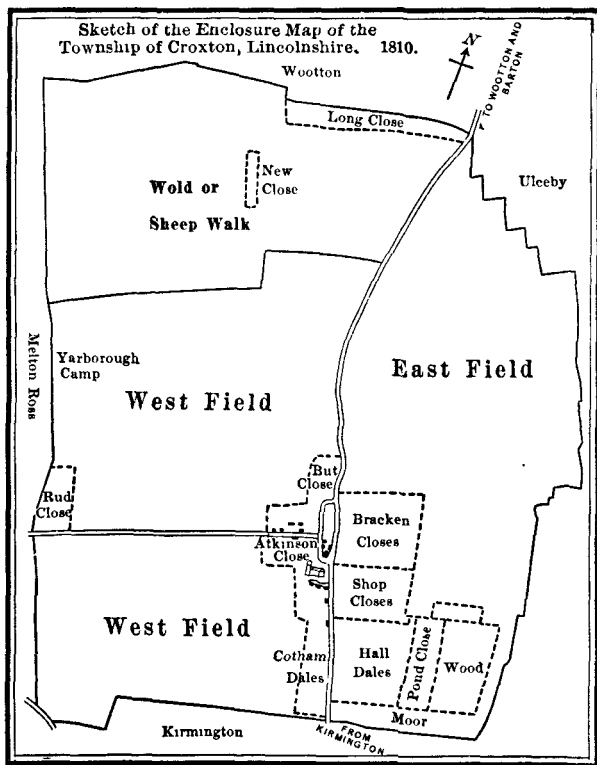 Sketch of the Enclosure Map of the
Township of Croxton, Lincolnshire. 1810.
N
TO WOOTTON AND
BARTON
Wootton
Long Close
New
Close
Ulceby
Wold or
Sheep Walk
Melton Ross
Yarborough
Camp
East Field
West Field
But
Close
Rud
Close
Bracken
Closes
Atkinson
Close
Shop
Closes
West Field
Cotham
Dales
Hall
Dales
Pond Close
Wood
Moor
Kirmington
FROM
KIRMINGTON